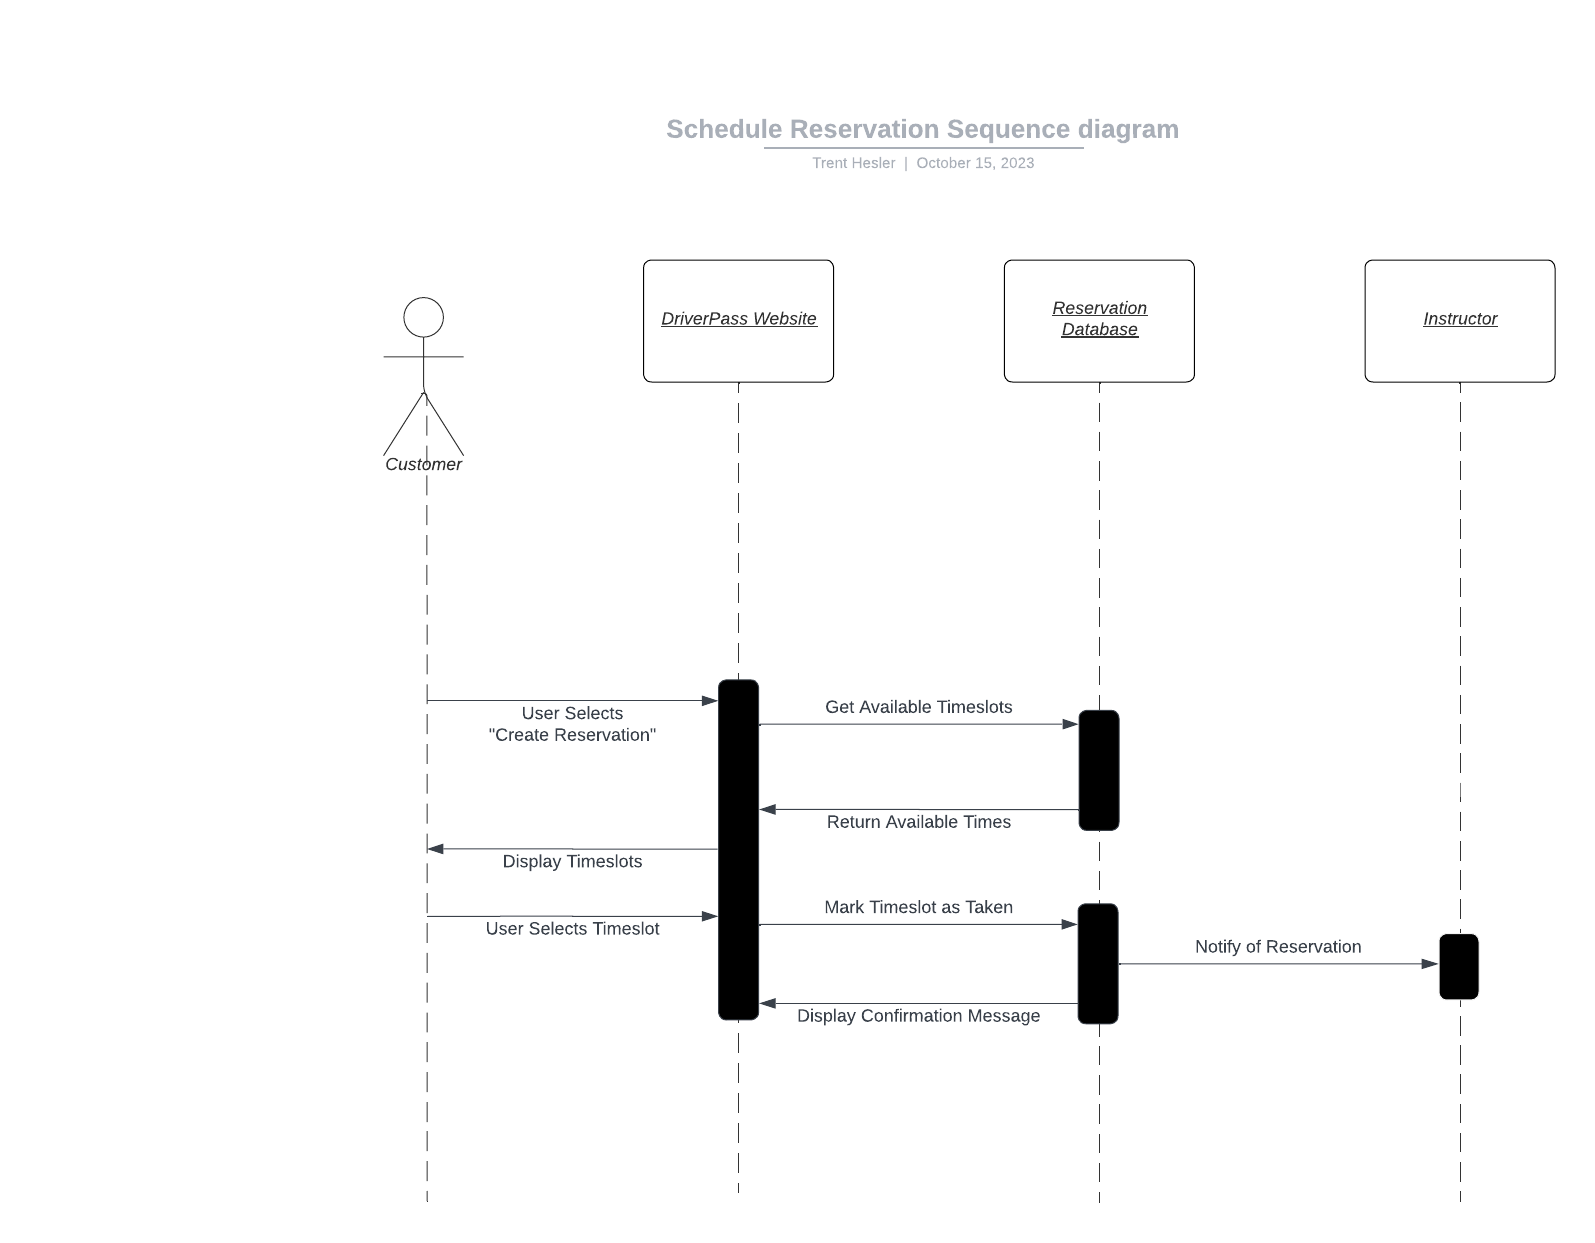 Schedule Reservation Sequence diagram
Trent Hesler | October 15, 2023
DriverPass Website
Reservation
Database
Instructor
Customer
User Selects
"Create Reservation"
Get Available Timeslots
Return Available Times
Display Timeslots
User Selects Timeslot
Mark Timeslot as Taken
Notify of Reservation
Display Confirmation Message